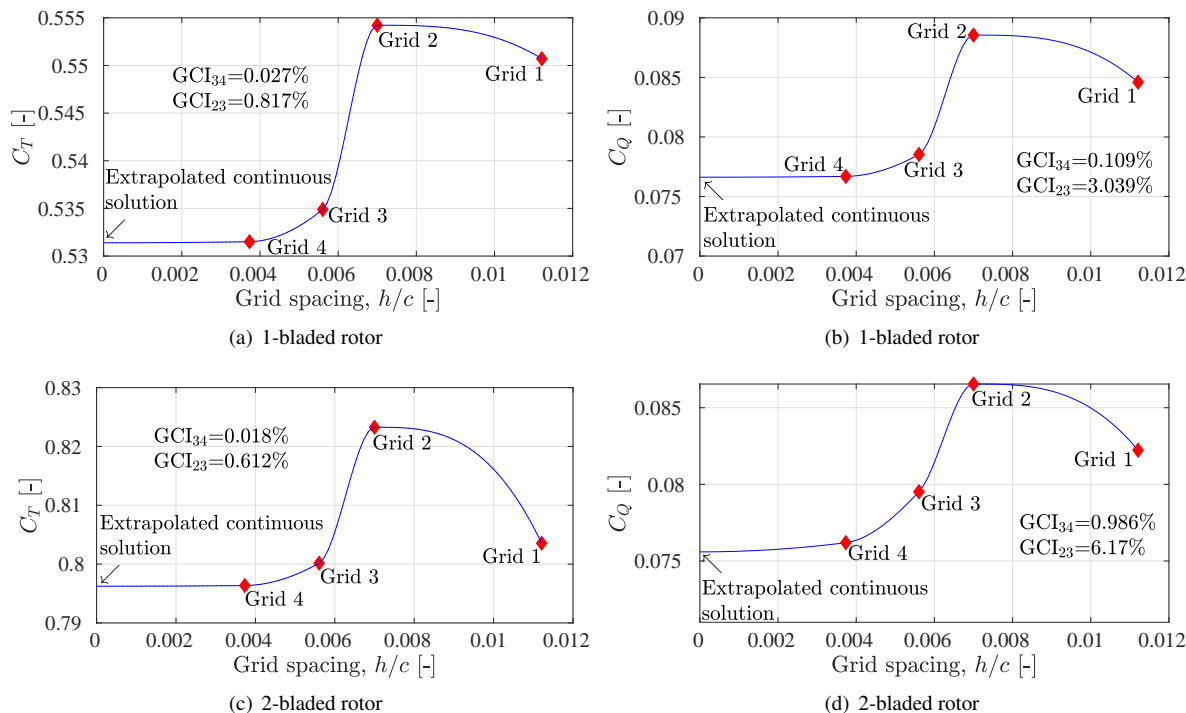 0.555
0.55
0.545
0.54
0.535
0.53
C_T [-]
Grid 2
Grid 1
GCI_34=0.027%
GCI_23=0.817%
Extrapolated continuous
solution
Grid 3
Grid 4
0 0.002 0.004 0.006 0.008 0.01 0.012
Grid spacing, h/c [-]
(a) 1-bladed rotor
0.09
0.085
0.08
0.075
0.07
C_Q [-]
Grid 2
Grid 1
Grid 4
Grid 3
GCI_34=0.109%
GCI_23=3.039%
Extrapolated continuous
solution
0 0.002 0.004 0.006 0.008 0.01 0.012
Grid spacing, h/c [-]
(b) 1-bladed rotor
0.83
0.82
0.81
0.8
0.79
C_T [-]
GCI_34=0.018%
GCI_23=0.612%
Grid 2
Extrapolated continuous
solution
Grid 1
Grid 3
Grid 4
0 0.002 0.004 0.006 0.008 0.01 0.012
Grid spacing, h/c [-]
(c) 2-bladed rotor
0.085
0.08
0.075
C_Q [-]
Grid 2
Grid 1
Grid 3
GCI_34=0.986%
GCI_23=6.17%
Grid 4
Extrapolated continuous
solution
0 0.002 0.004 0.006 0.008 0.01 0.012
Grid spacing, h/c [-]
(d) 2-bladed rotor